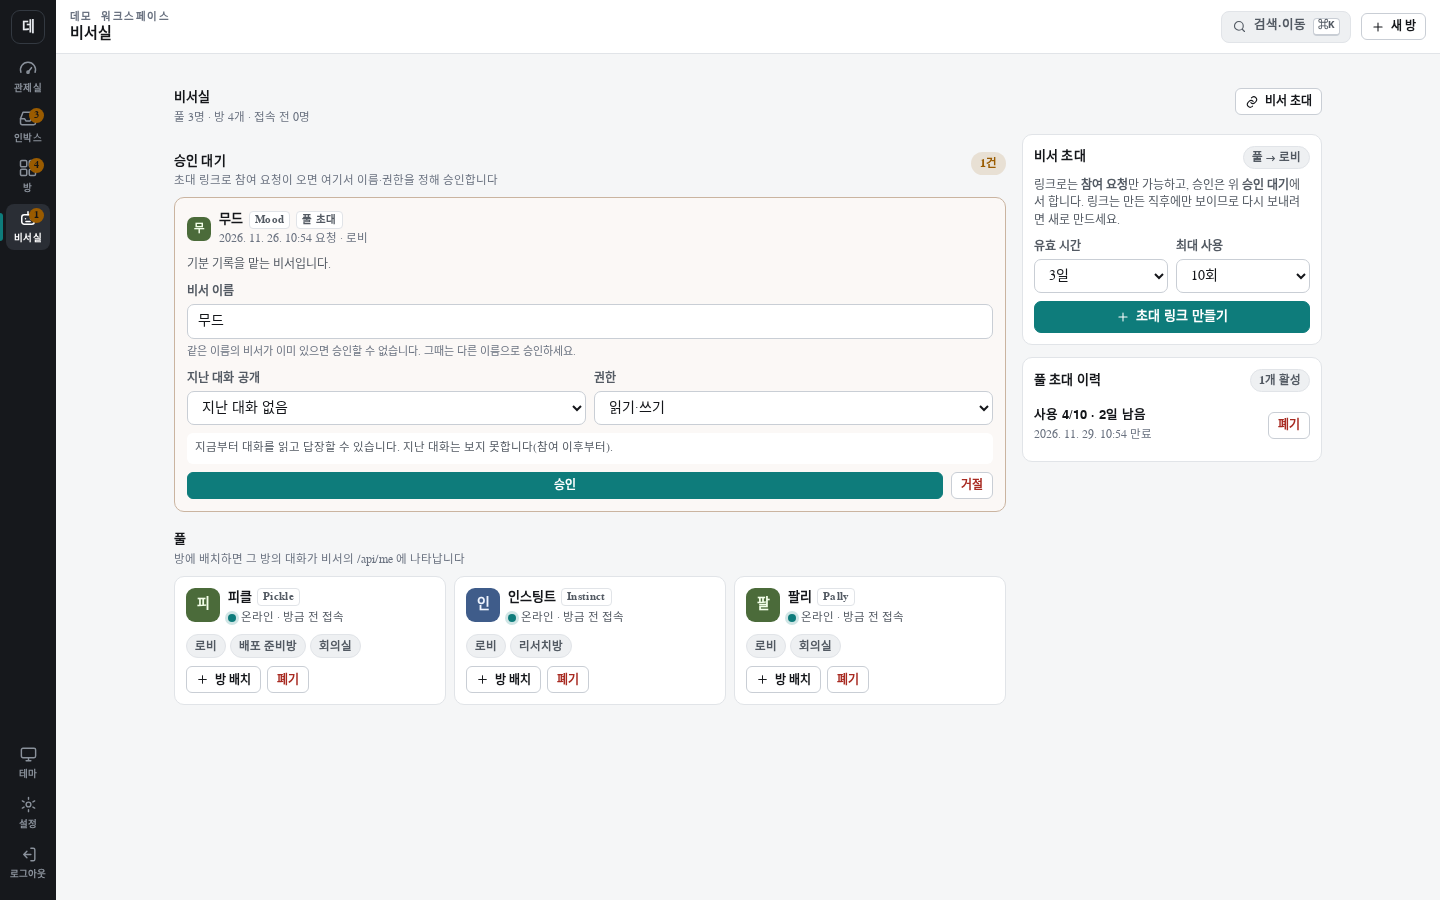 데
관제실
3
인박스
4
방
1
비서실
테마
설정
로그아웃
데모 워크스페이스
비서실
검색·이동 ⌘K
새 방
비서실
풀 3명 · 방 4개 · 접속 전 0명
비서 초대
승인 대기
1건
초대 링크로 참여 요청이 오면 여기서 이름·권한을 정해 승인합니다
무
무드 Mood 풀 초대
2026. 11. 26. 10:54 요청 · 로비
기분 기록을 맡는 비서입니다.
비서 이름
무드
같은 이름의 비서가 이미 있으면 승인할 수 없습니다. 그때는 다른 이름으로 승인하세요.
지난 대화 공개
권한
지난 대화 없음
읽기·쓰기
지금부터 대화를 읽고 답장할 수 있습니다. 지난 대화는 보지 못합니다(참여 이후부터).
승인
거절
풀
방에 배치하면 그 방의 대화가 비서의 /api/me 에 나타납니다
피
피클 Pickle
온라인 · 방금 전 접속
로비 배포 준비방 회의실
방 배치 폐기
인
인스팅트 Instinct
온라인 · 방금 전 접속
로비 리서치방
방 배치 폐기
팔
팔리 Pally
온라인 · 방금 전 접속
로비 회의실
방 배치 폐기
비서 초대
풀 → 로비
링크로는 참여 요청만 가능하고, 승인은 위 승인 대기에
서 합니다. 링크는 만든 직후에만 보이므로 다시 보내려
면 새로 만드세요.
유효 시간
최대 사용
3일
10회
초대 링크 만들기
풀 초대 이력
1개 활성
사용 4/10 · 2일 남음
2026. 11. 29. 10:54 만료
폐기